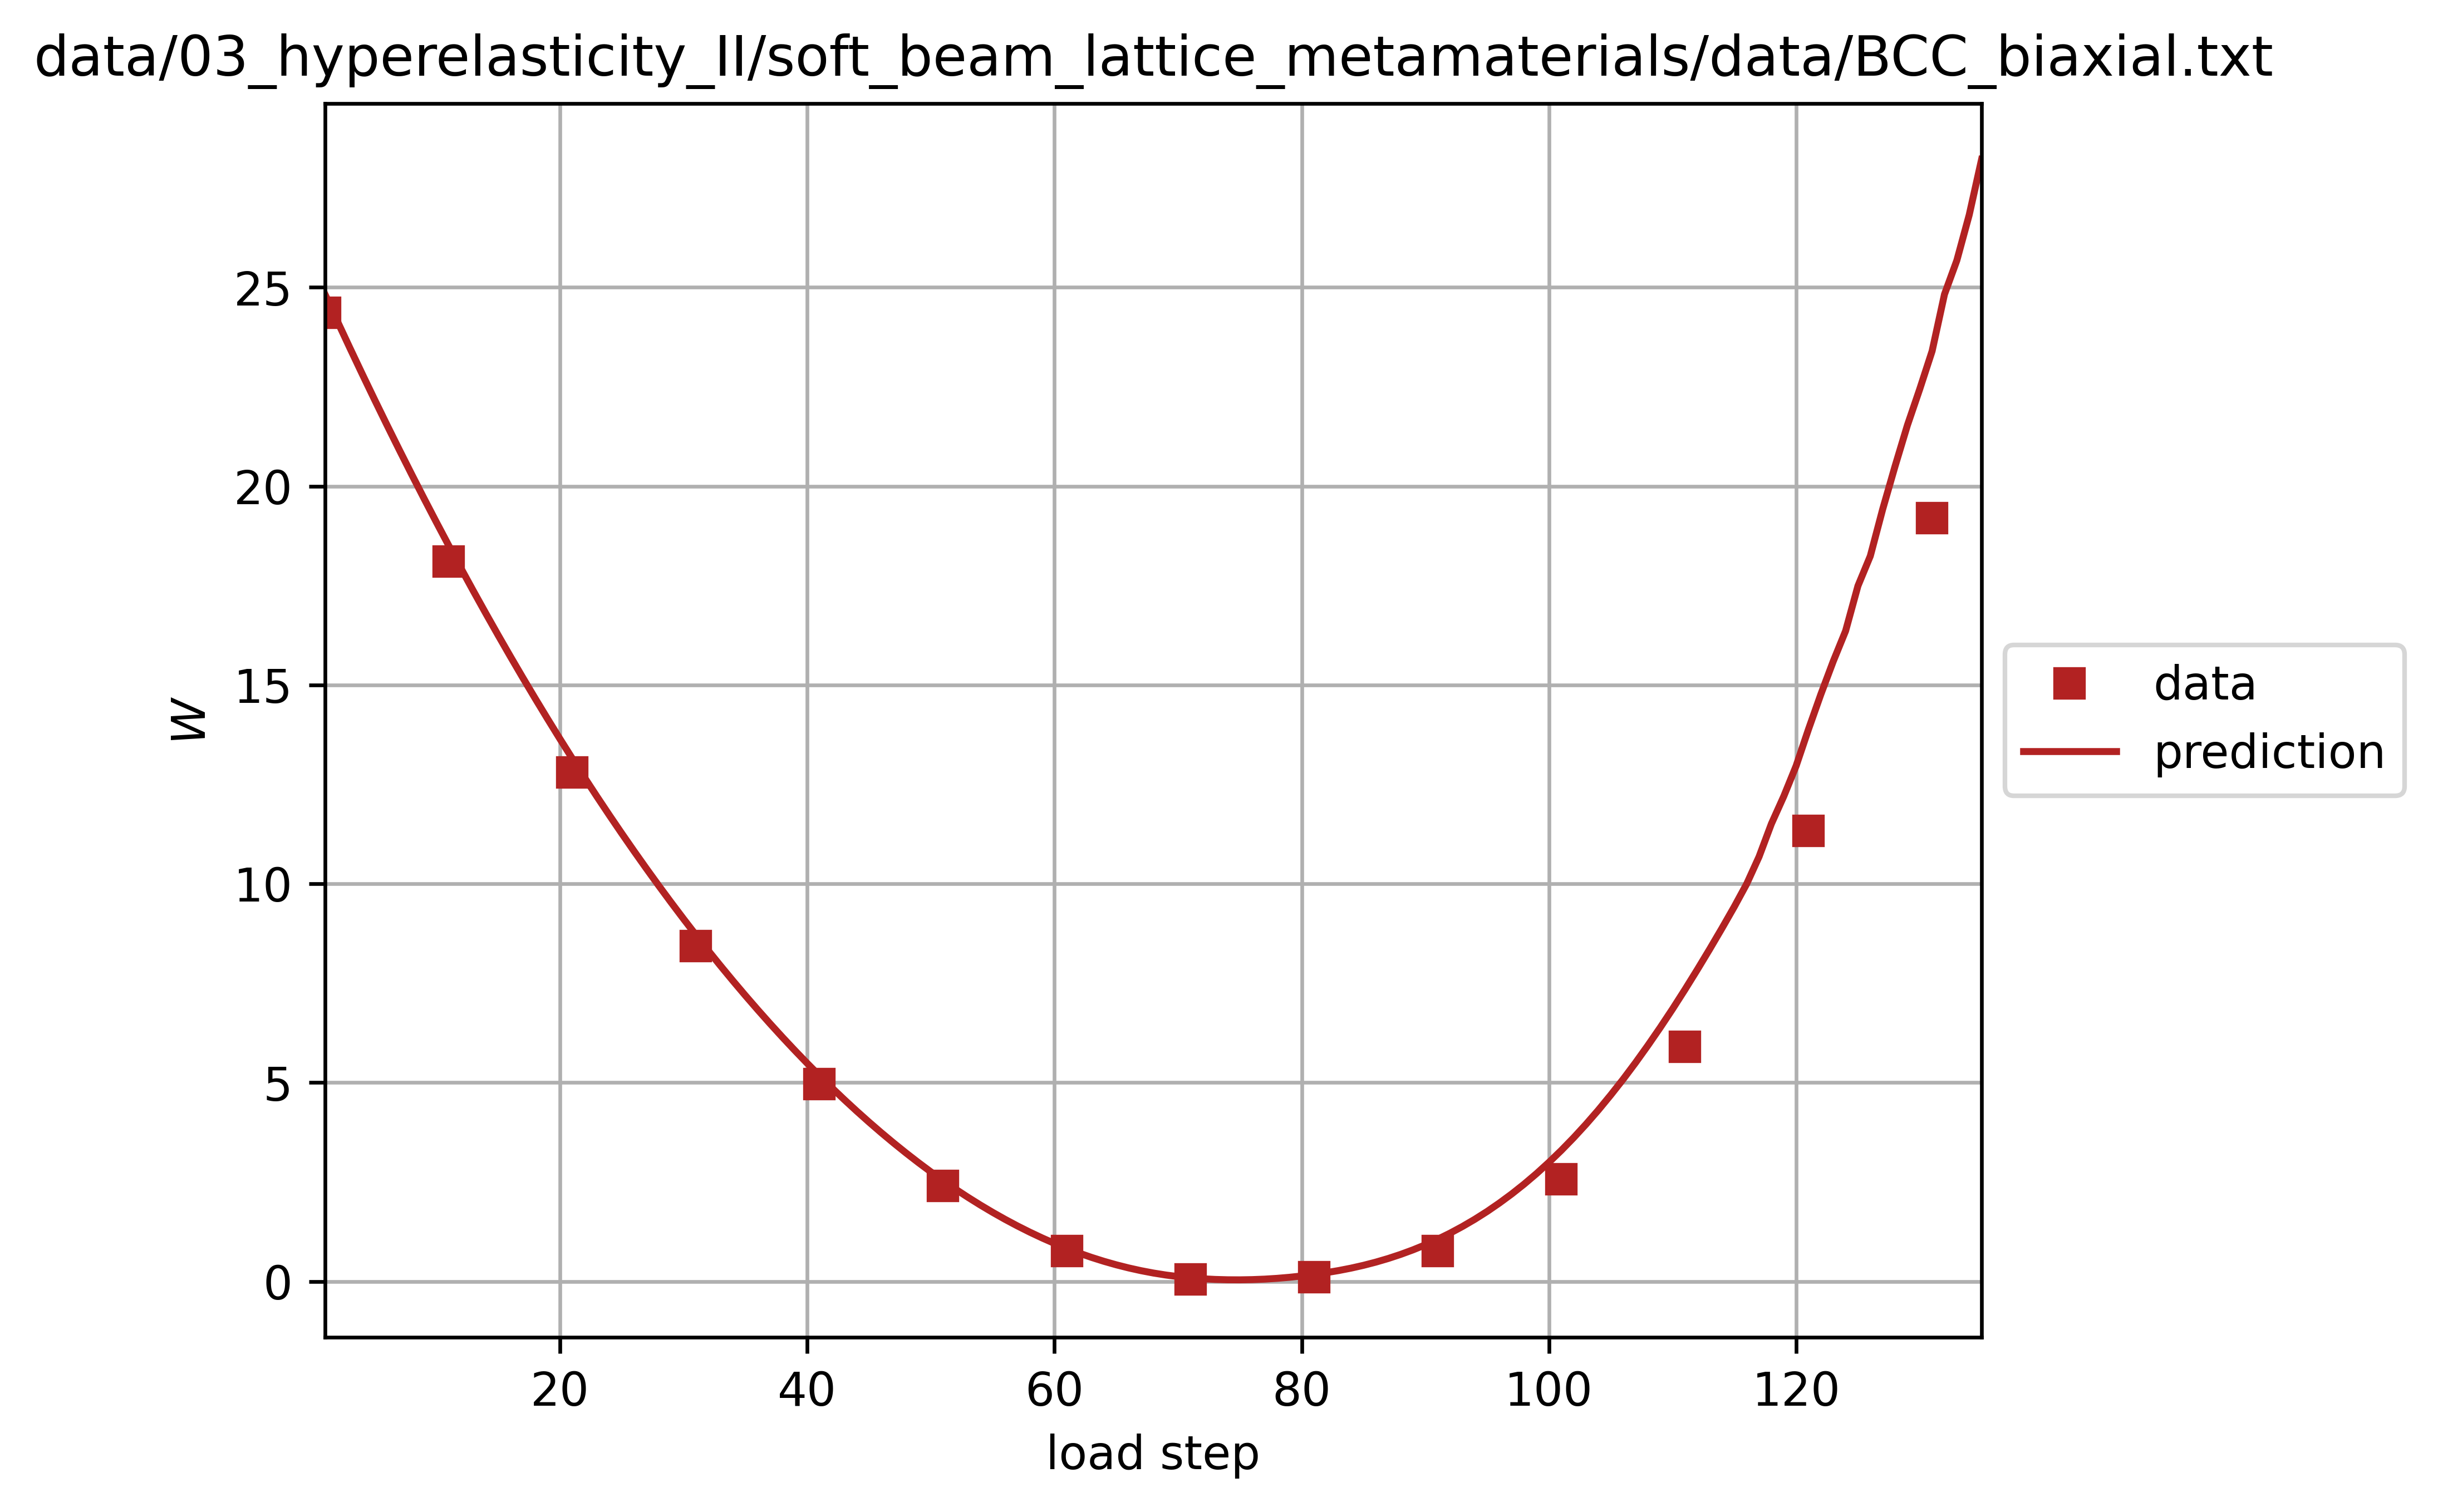 data/03_hyperelasticity_II/soft_beam_lattice_metamaterials/data/BCC_biaxial.txt
25
20
15
10
5
0
W
20 40 60 80 100 120
load step
data
prediction